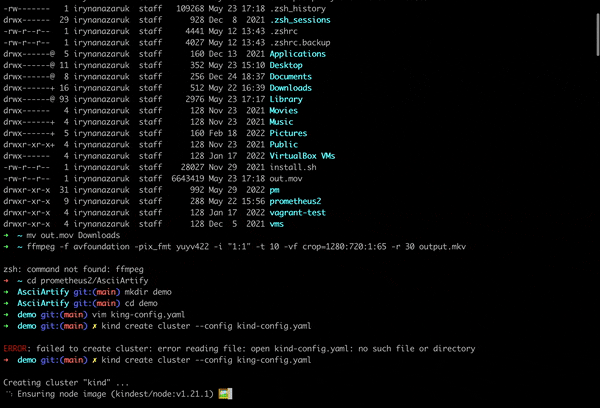 -rw-------    1 irynanazaruk  staff   109268 May 23 17:18 .zsh_history
drwx------   29 irynanazaruk  staff      928 Dec  8  2021 .zsh_sessions
-rw-r--r--    1 irynanazaruk  staff     4441 May 12 13:43 .zshrc
-rw-r--r--    1 irynanazaruk  staff     4027 May 12 13:43 .zshrc.backup
drwx------@   5 irynanazaruk  staff      160 Dec 13  2021 Applications
drwx------@  11 irynanazaruk  staff      352 May 23 15:10 Desktop
drwx------@   8 irynanazaruk  staff      256 Dec 24 18:37 Documents
drwx------+  16 irynanazaruk  staff      512 May 22 16:39 Downloads
drwx------@  93 irynanazaruk  staff     2976 May 23 17:17 Library
drwx------    4 irynanazaruk  staff      128 Nov 23  2021 Movies
drwx------+   4 irynanazaruk  staff      128 Nov 23  2021 Music
drwx------+   5 irynanazaruk  staff      160 Feb 18  2022 Pictures
drwxr-xr-x+   4 irynanazaruk  staff      128 Nov 23  2021 Public
drwx------    4 irynanazaruk  staff      128 Jan 17  2022 VirtualBox VMs
-rw-r--r--    1 irynanazaruk  staff    28027 Nov 29  2021 install.sh
-rw-r--r--    1 irynanazaruk  staff  6643419 May 23 17:18 out.mov
drwxr-xr-x   31 irynanazaruk  staff      992 May 29  2022 pm
drwxr-xr-x    9 irynanazaruk  staff      288 May 22 15:56 prometheus2
drwxr-xr-x    4 irynanazaruk  staff      128 Jan 17  2022 vagrant-test
drwxr-xr-x    4 irynanazaruk  staff      128 Dec  5  2021 vms
➜  ~ mv out.mov Downloads
➜  ~ ffmpeg -f avfoundation -pix_fmt yuyv422 -i "1:1" -t 10 -vf crop=1280:720:1:65 -r 30 output.mkv
zsh: command not found: ffmpeg
➜  ~ cd prometheus2/AsciiArtify
➜  AsciiArtify git:(main) mkdir demo
➜  AsciiArtify git:(main) cd demo
➜  demo git:(main) vim king-config.yaml
➜  demo git:(main) ✗ kind create cluster --config kind-config.yaml
ERROR: failed to create cluster: error reading file: open kind-config.yaml: no such file or directory
➜  demo git:(main) ✗ kind create cluster --config king-config.yaml
Creating cluster "kind" ...
Ensuring node image (kindest/node:v1.21.1) 🖼